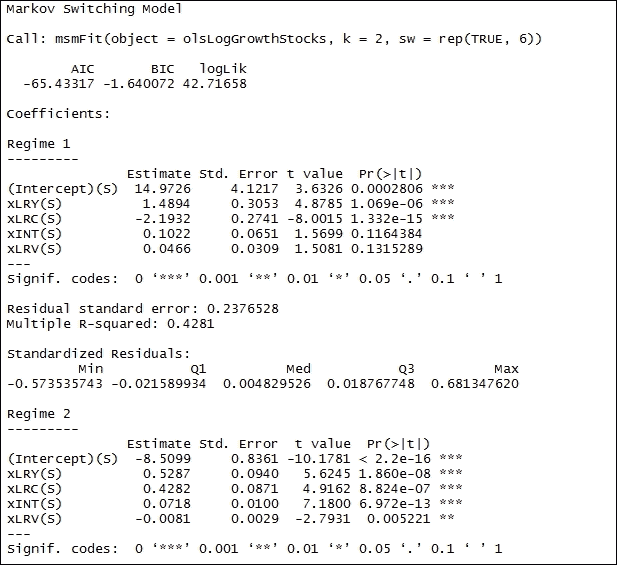 Markov Switching Model
Call: msmFit(object = olsLogGrowthStocks, k = 2, sw = rep(TRUE, 6))
AIC BIC logLik
-65.43317 -1.640072 42.71658
Coefficients:
Regime 1
---------
Estimate Std. Error t value Pr(>|t|)
(Intercept)(S) 14.9726 4.1217 3.6326 0.0002806 ***
xLRY(S) 1.4894 0.3053 4.8785 1.069e-06 ***
xLRC(S) -2.1932 0.2741 -8.0015 1.332e-15 ***
xINT(S) 0.1022 0.0651 1.5699 0.1164384
xLRV(S) 0.0466 0.0309 1.5081 0.1315289
---
Signif. codes: 0 ‘***’ 0.001 ‘**’ 0.01 ‘*’ 0.05 ‘.’ 0.1 ‘ ’ 1
Residual standard error: 0.2376528
Multiple R-squared: 0.4281
Standardized Residuals:
Min Q1 Med Q3 Max
-0.573535743 -0.021589934 0.004829526 0.018767748 0.681347620
Regime 2
---------
Estimate Std. Error t value Pr(>|t|)
(Intercept)(S) -8.5099 0.8361 -10.1781 < 2.2e-16 ***
xLRY(S) 0.5287 0.0940 5.6245 1.860e-08 ***
xLRC(S) 0.4282 0.0871 4.9162 8.824e-07 ***
xINT(S) 0.0718 0.0100 7.1800 6.972e-13 ***
xLRV(S) -0.0081 0.0029 -2.7931 0.005221 **
---
Signif. codes: 0 ‘***’ 0.001 ‘**’ 0.01 ‘*’ 0.05 ‘.’ 0.1 ‘ ’ 1